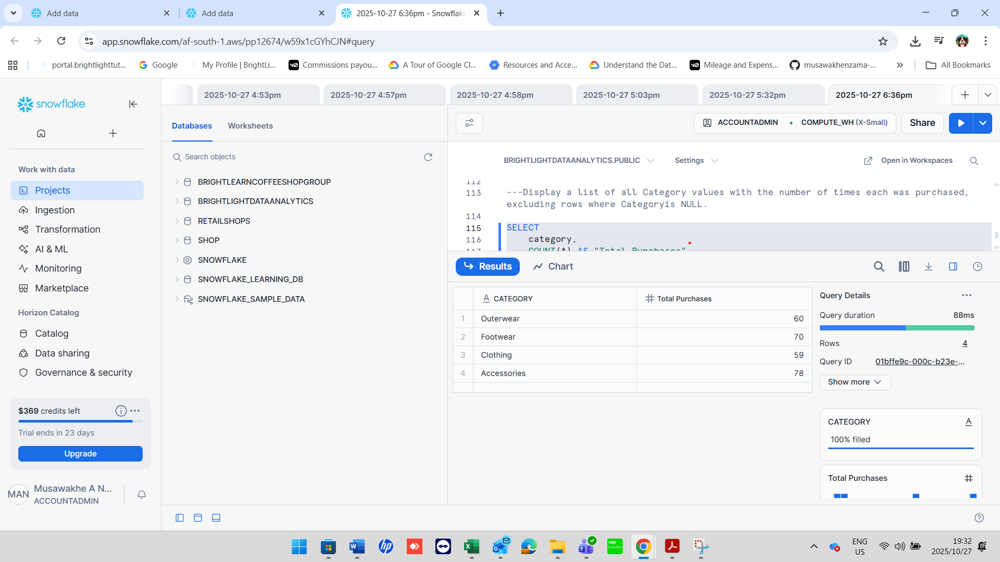 Add data
Add data
2025-10-27 6:36pm - Snowflake
app.snowflake.com/af-south-1.aws/pp12674/w59x1cGYhCJN#query
portal.brightlighttut...
Google
My Profile | BrightLi...
Commissions payou...
A Tour of Google Cl...
Resources and Acce...
Understand the Dat...
Mileage and Expens...
musawakhenzama-...
All Bookmarks
snowflake
2025-10-27 4:53pm
2025-10-27 4:57pm
2025-10-27 4:58pm
2025-10-27 5:03pm
2025-10-27 5:32pm
2025-10-27 6:36pm
Databases
Worksheets
ACCOUNTADMIN
COMPUTE_WH (X-Small)
Share
Work with data
Projects
Ingestion
Transformation
AI & ML
Monitoring
Marketplace
Horizon Catalog
Catalog
Data sharing
Governance & security
$369 credits left
Trial ends in 23 days
Upgrade
MAN
Musawakhe A N...
ACCOUNTADMIN
Search objects
BRIGHTLEARNCOFFEESHOPGROUP
BRIGHTLIGHTDATAANALYTICS
RETAILSHOPS
SHOP
SNOWFLAKE
SNOWFLAKE_LEARNING_DB
SNOWFLAKE_SAMPLE_DATA
BRIGHTLIGHTDATAANALYTICS.PUBLIC
Settings
Open in Workspaces
112
113 ---Display a list of all Category values with the number of times each was purchased,
excluding rows where Categoryis NULL.
114
115 SELECT
116 category,
117 COUNT(*) AS "Total Purchases"
Results
Chart
CATEGORY Total Purchases
1 Outerwear 60
2 Footwear 70
3 Clothing 59
4 Accessories 78
Query Details
Query duration 88ms
Rows 4
Query ID 01bffe9c-000c-b23e-...
Show more
CATEGORY
100% filled
Total Purchases
ENG
US
19:32
2025/10/27